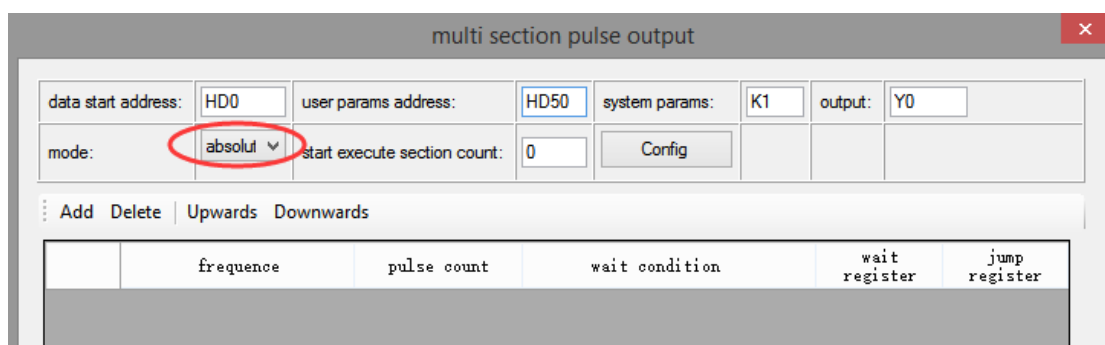 multi section pulse output
data start address: HD0 user params address: HD50 system params: K1 output: Y0
mode: absolut start execute section count: 0 Config
Add Delete Upwards Downwards
frequence pulse count wait condition wait register jump register